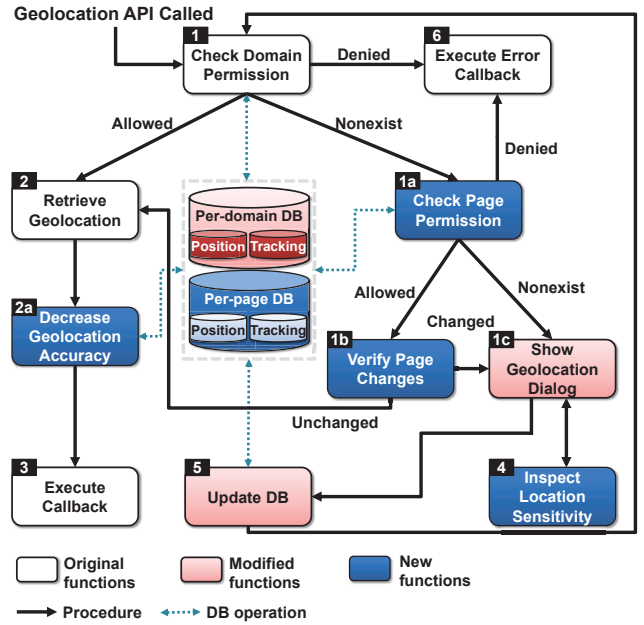 Geolocation API Called
1
Check Domain
Permission
6
Execute Error
Callback
Denied
Allowed
Nonexist
Denied
2
Retrieve
Geolocation
Per-domain DB
Position Tracking
Per-page DB
Position Tracking
1a
Check Page
Permission
2a
Decrease
Geolocation
Accuracy
Allowed
Nonexist
1b
Verify Page
Changes
Changed
1c
Show
Geolocation
Dialog
Unchanged
3
Execute
Callback
5
Update DB
4
Inspect
Location
Sensitivity
Original
functions
Modified
functions
New
functions
Procedure
DB operation